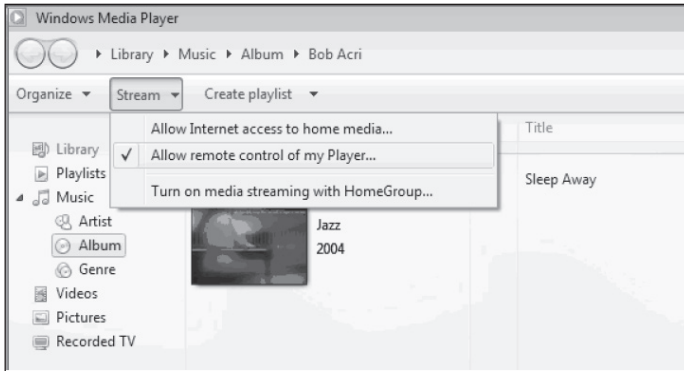 Windows Media Player
Library Music Album Bob Acri
Organize Stream Create playlist
Allow Internet access to home media...
Allow remote control of my Player...
Turn on media streaming with HomeGroup...
Title
Sleep Away
Library
Playlists
Music
Artist
Album
Genre
Videos
Pictures
Recorded TV
Jazz
2004